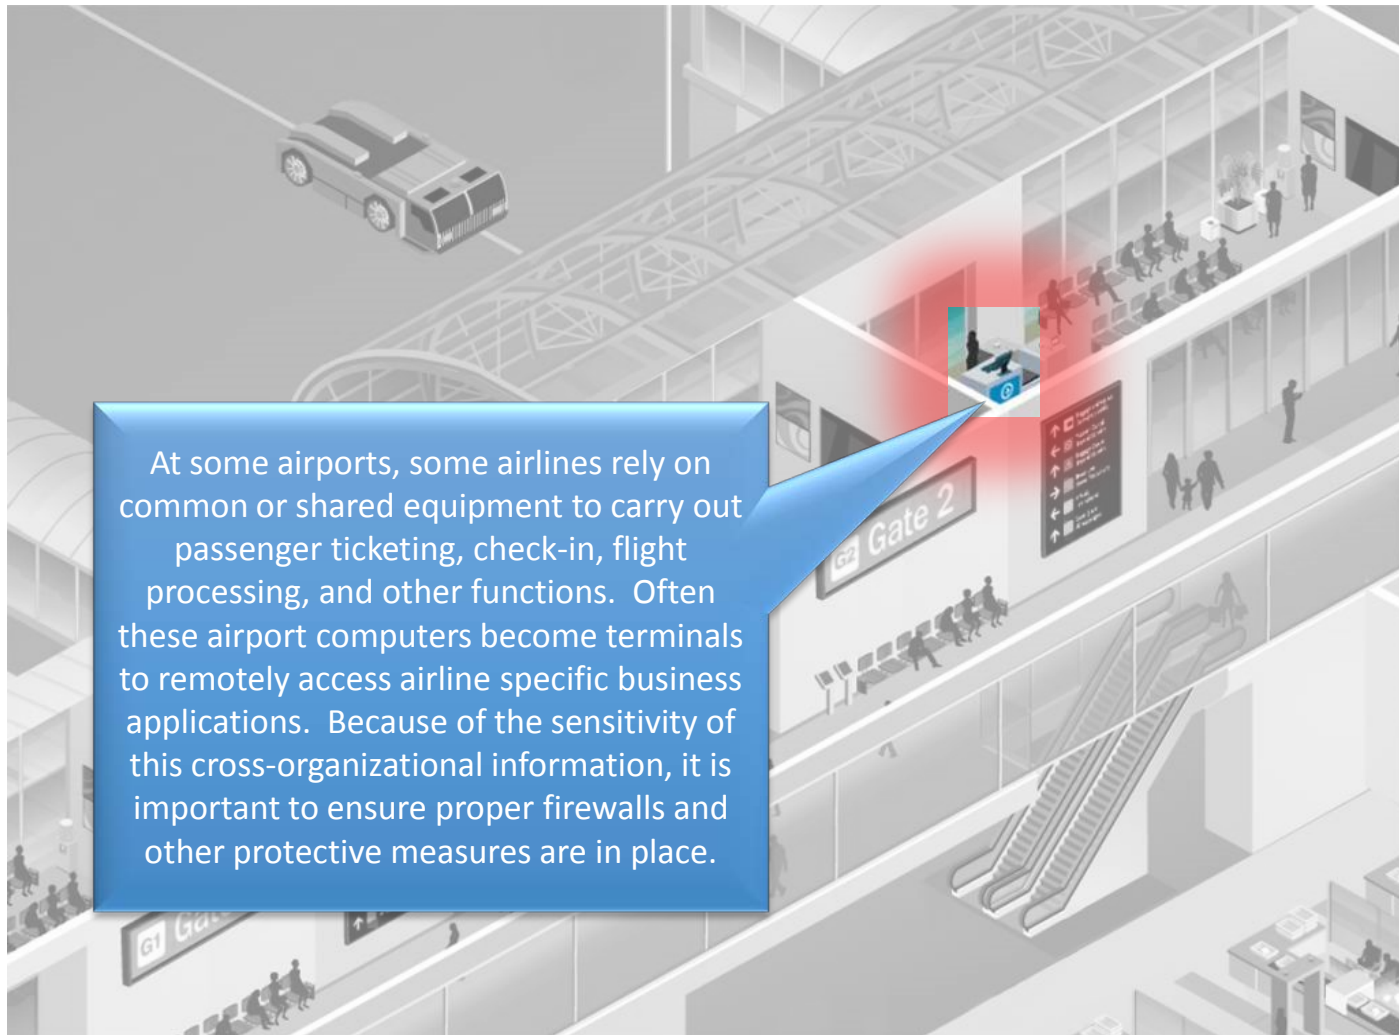 At some airports, some airlines rely on
common or shared equipment to carry out
passenger ticketing, check-in, flight
processing, and other functions.  Often
these airport computers become terminals
to remotely access airline specific business
applications.  Because of the sensitivity of
this cross-organizational information, it is
important to ensure proper firewalls and
other protective measures are in place.
G2 Gate 2
G1